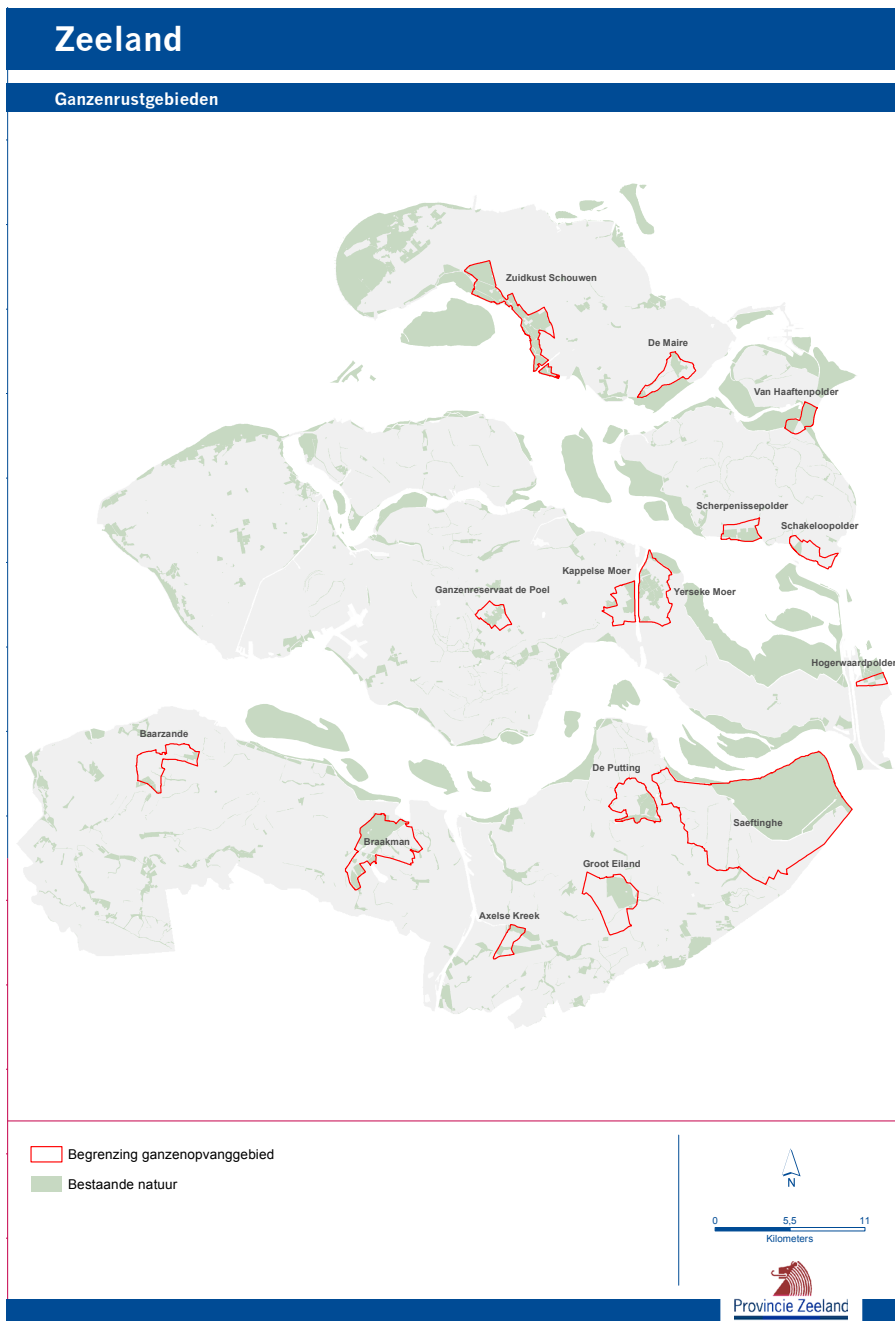 Zeeland
Ganzenrustgebieden
Zuidkust Schouwen
De Maire
Van Haaftenpolder
Scherpenissepolder
Schakeloopolder
Kappelse Moer
Ganzenreservaat de Poel
Yerseke Moer
Hogerwaardpolder
Baarzande
De Putting
Saeftinghe
Braakman
Groot Eiland
Axelse Kreek
Begrenzing ganzenopvanggebied
Bestaande natuur
N
0 5,5 11
Kilometers
Provincie Zeeland